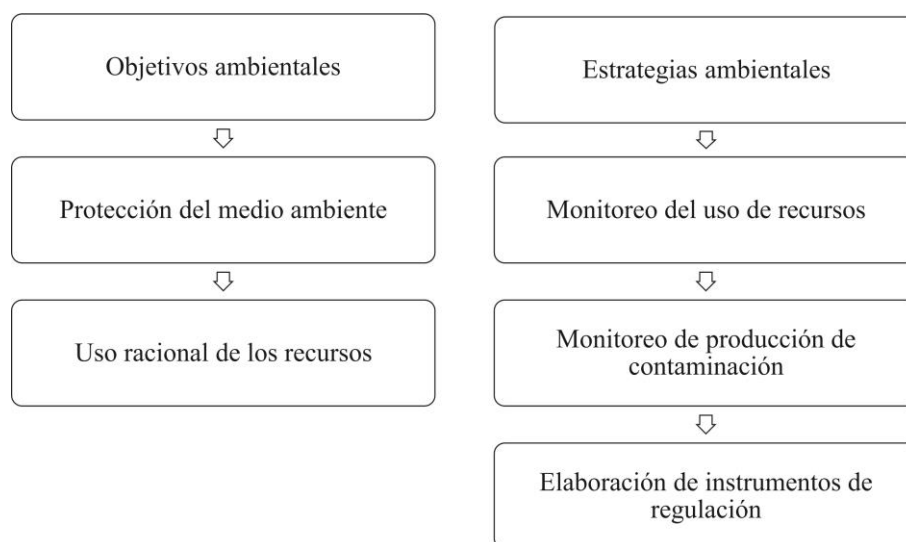 Objetivos ambientales
Protección del medio ambiente
Uso racional de los recursos
Estrategias ambientales
Monitoreo del uso de recursos
Monitoreo de producción de
contaminación
Elaboración de instrumentos de
regulación